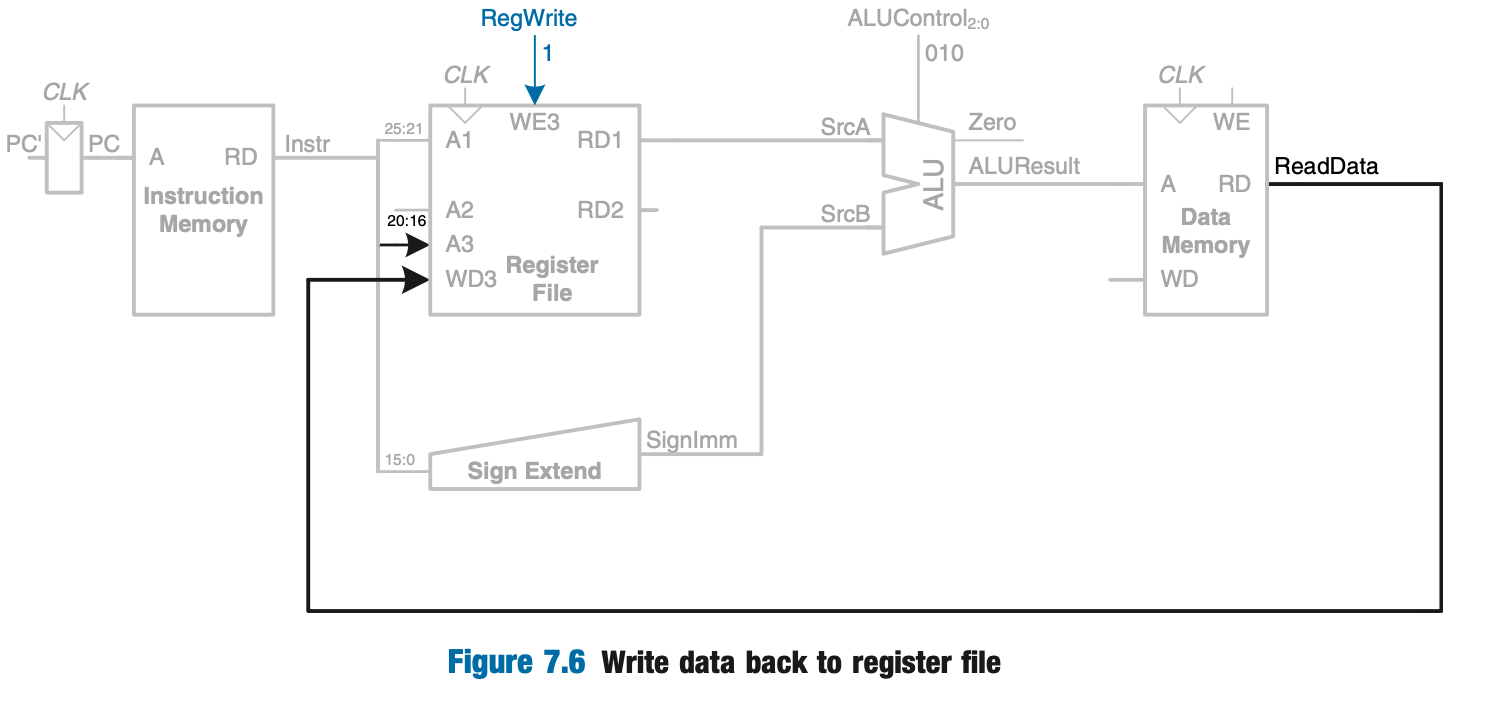 RegWrite
1
ALUControl2:0
010
CLK
CLK
CLK
PC'
PC
A
RD
Instruction
Memory
Instr
25:21
20:16
15:0
WE3
A1
RD1
A2
RD2
A3
WD3
Register
File
Sign Extend
SignImm
SrcA
SrcB
ALU
Zero
ALUResult
WE
A
RD
Data
Memory
WD
ReadData
Figure 7.6 Write data back to register file